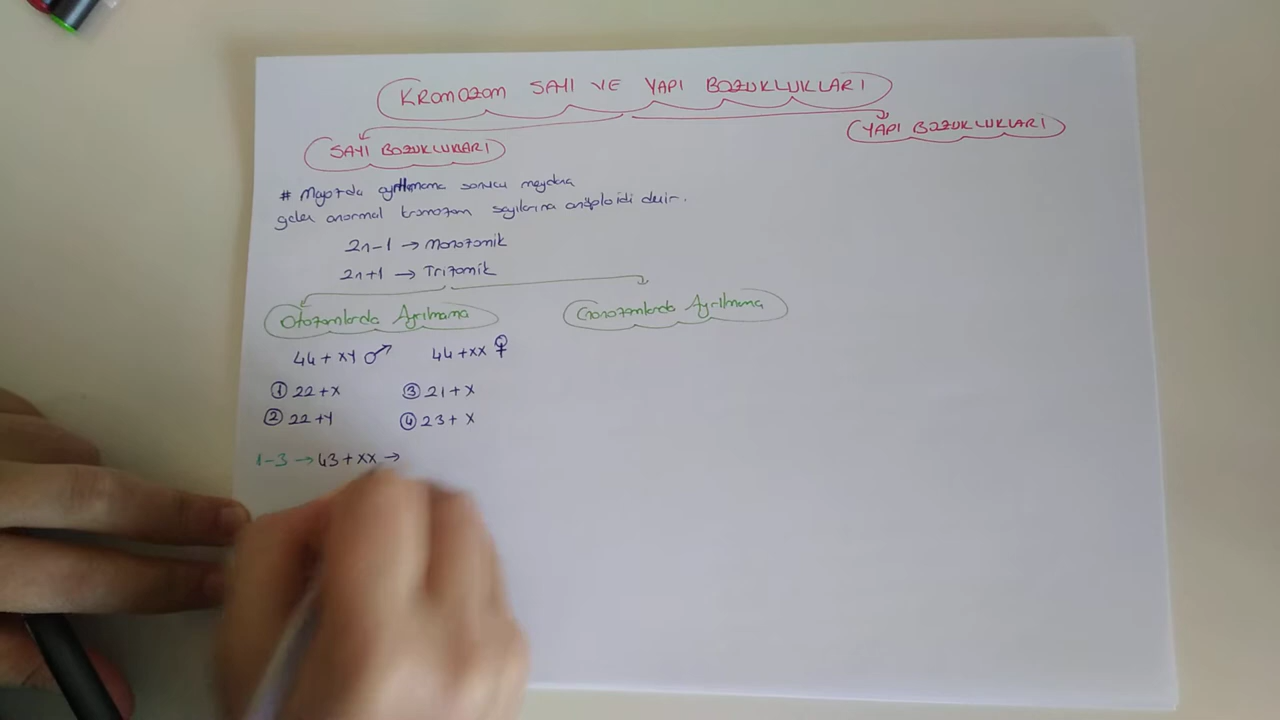 KROMOZOM SAYI VE YAPI BOZUKLUKLARI
SAYI BOZUKLUKLARI
YAPI BOZUKLUKLARI
# Mayozda ayrılmama sonucu meydana
gelen anormal kromozom sayılarına anöploidi denir.
2n-1 → Monozomik
2n+1 → Trizomik
Otozomlarda Ayrılmama
Gonozomlarda Ayrılmama
44+XY ♂ 44+XX ♀
① 22+X ③ 21+X
② 22+Y ④ 23+X
1-3 → 43+XX →